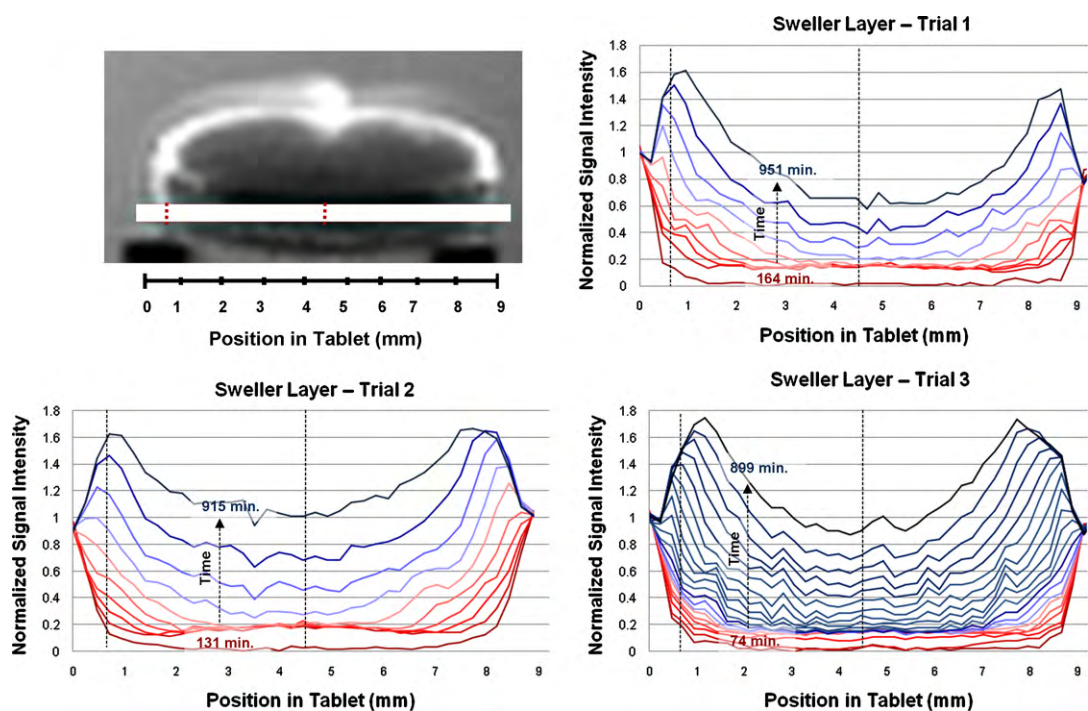 0 1 2 3 4 5 6 7 8 9
Position in Tablet (mm)
Sweller Layer – Trial 1
Normalized Signal Intensity
1.8
1.6
1.4
1.2
1
0.8
0.6
0.4
0.2
0
951 min.
Time
164 min.
0 1 2 3 4 5 6 7 8 9
Position in Tablet (mm)
Sweller Layer – Trial 2
Normalized Signal Intensity
1.8
1.6
1.4
1.2
1
0.8
0.6
0.4
0.2
0
915 min.
Time
131 min.
0 1 2 3 4 5 6 7 8 9
Position in Tablet (mm)
Sweller Layer – Trial 3
Normalized Signal Intensity
1.8
1.6
1.4
1.2
1
0.8
0.6
0.4
0.2
0
899 min.
Time
74 min.
0 1 2 3 4 5 6 7 8 9
Position in Tablet (mm)